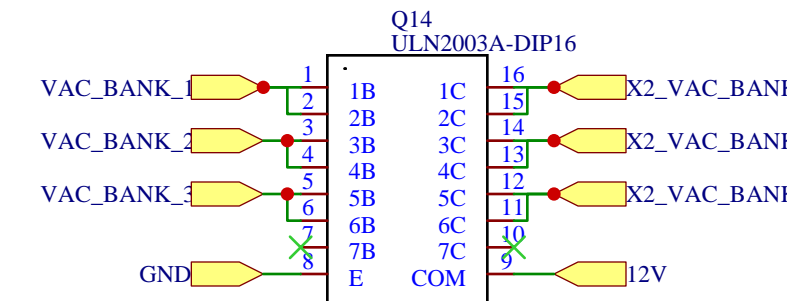 Q14
ULN2003A-DIP16
VAC_BANK_1 1 1B 1C 16 X2_VAC_BANK
2 2B 2C 15
VAC_BANK_2 3 3B 3C 14 X2_VAC_BANK
4 4B 4C 13
VAC_BANK_3 5 5B 5C 12 X2_VAC_BANK
6 6B 6C 11
7 7B 7C 10
GND 8 E COM 9 12V